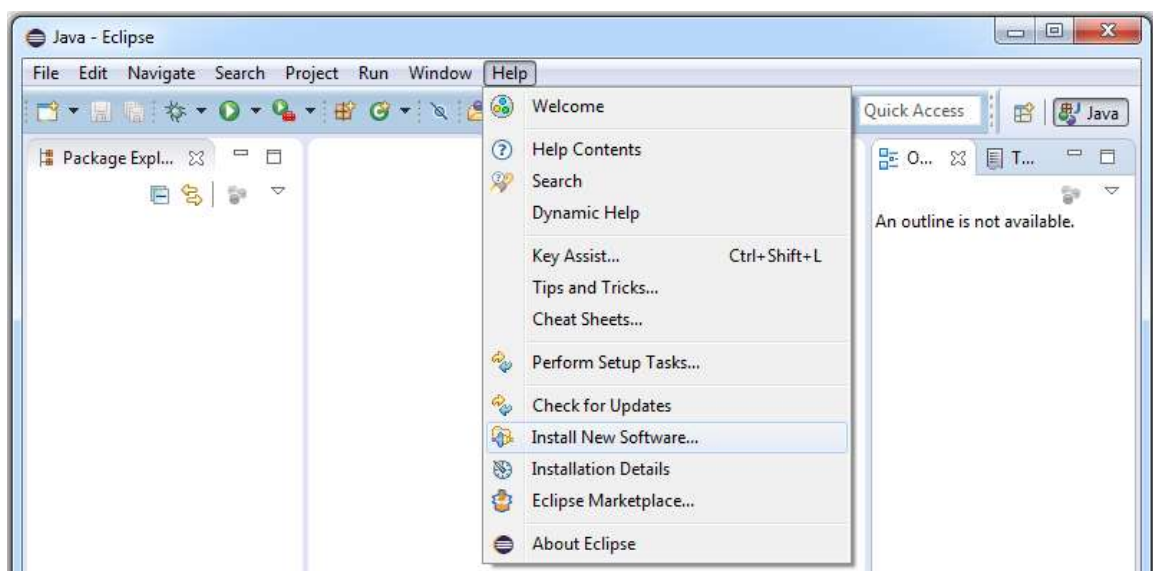 Java - Eclipse
File Edit Navigate Search Project Run Window Help
Quick Access
Java
Package Expl...
Welcome
Help Contents
Search
Dynamic Help
Key Assist... Ctrl+Shift+L
Tips and Tricks...
Cheat Sheets...
Perform Setup Tasks...
Check for Updates
Install New Software...
Installation Details
Eclipse Marketplace...
About Eclipse
O... T...
An outline is not available.